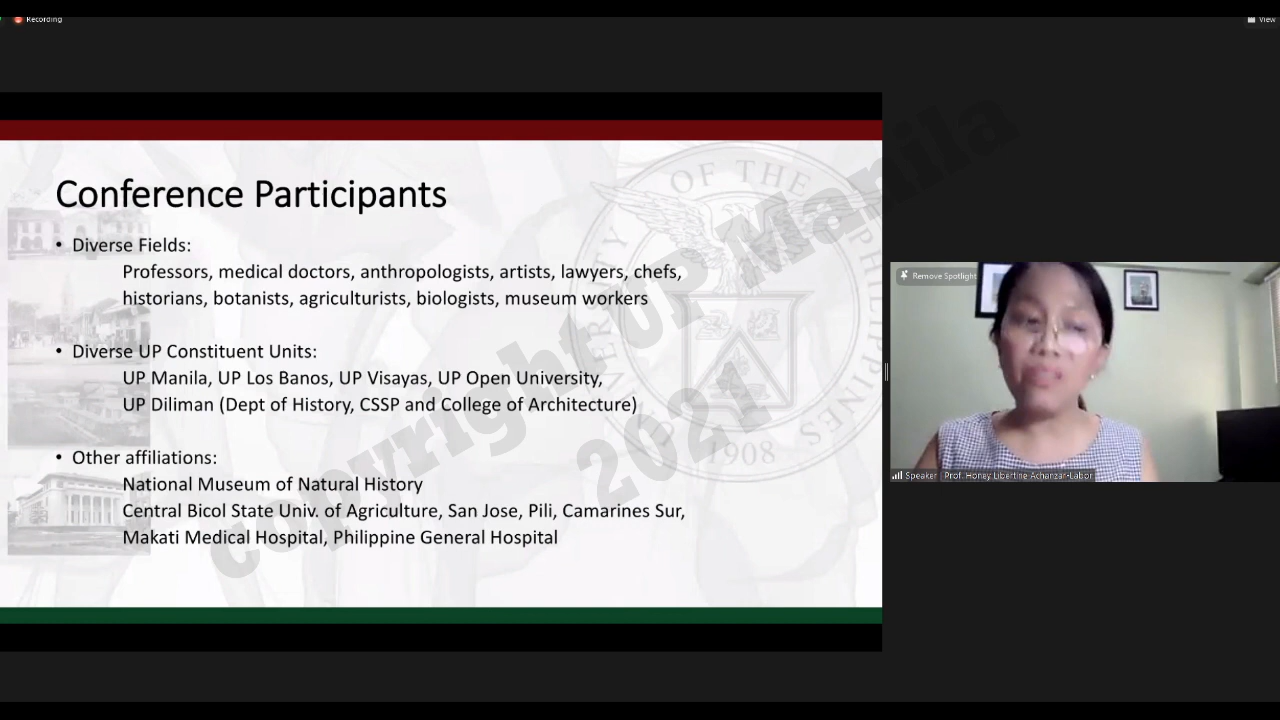 Recording
View
Conference Participants
• Diverse Fields:
Professors, medical doctors, anthropologists, artists, lawyers, chefs,
historians, botanists, agriculturists, biologists, museum workers
• Diverse UP Constituent Units:
UP Manila, UP Los Banos, UP Visayas, UP Open University,
UP Diliman (Dept of History, CSSP and College of Architecture)
• Other affiliations:
National Museum of Natural History
Central Bicol State Univ. of Agriculture, San Jose, Pili, Camarines Sur,
Makati Medical Hospital, Philippine General Hospital
copyright UP Manila
2021
OF THE
PHILIPPINES
1908
Remove Spotlight
Speaker Prof. Honey Libertine Achanzar-Labor